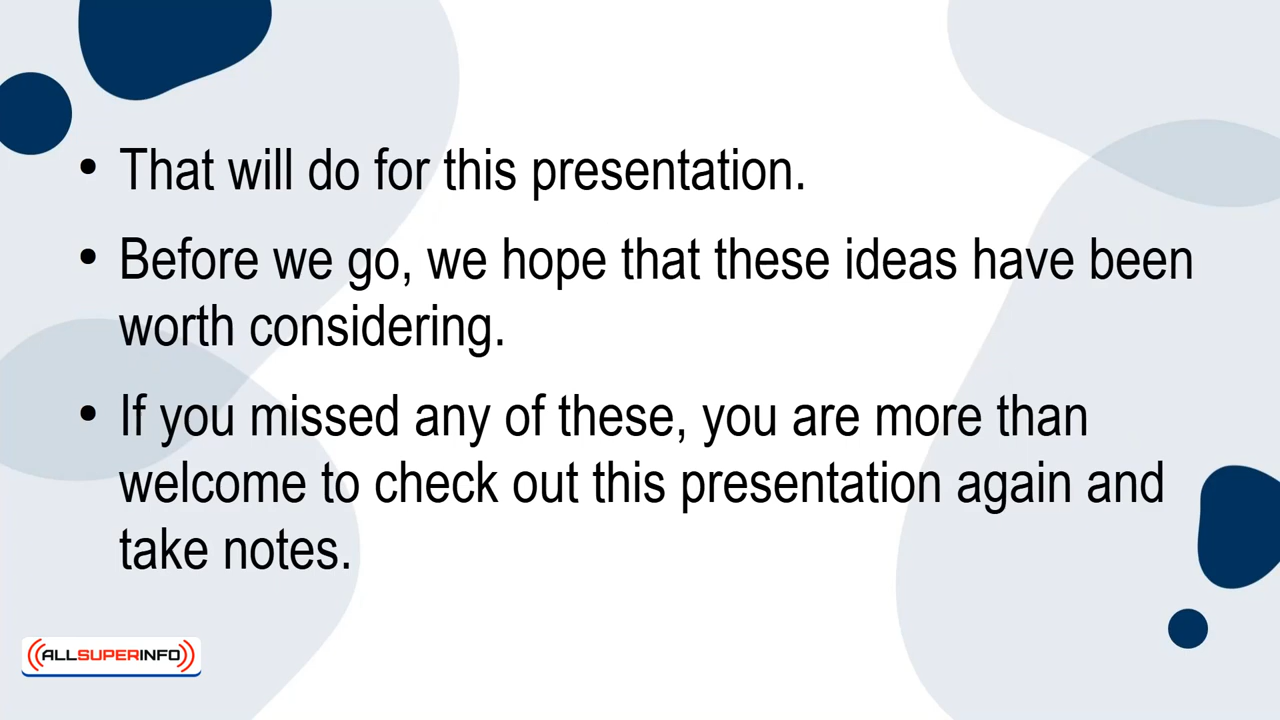 • That will do for this presentation.
• Before we go, we hope that these ideas have been
worth considering.
• If you missed any of these, you are more than
welcome to check out this presentation again and
take notes.
((ALLSUPERINFO))